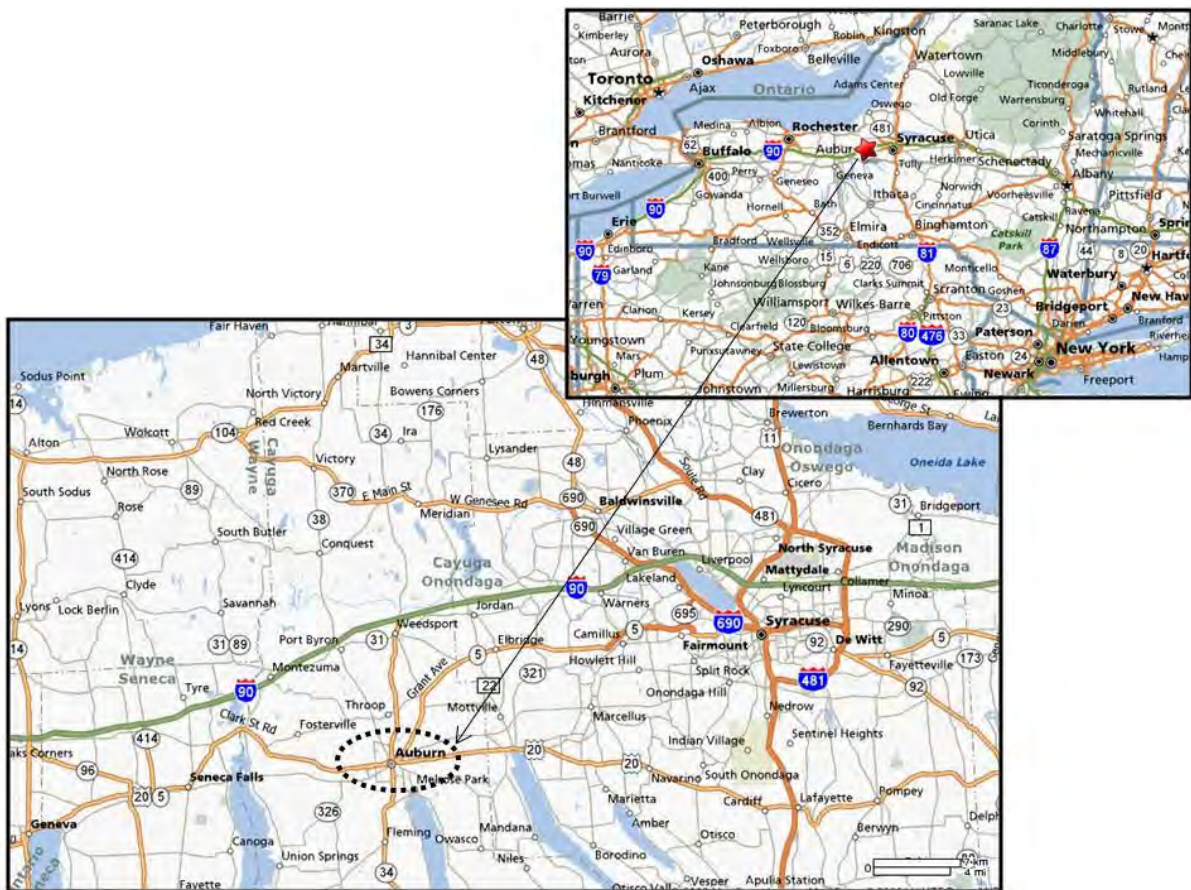 Barrie
Peterborough
Kingston
Saranac Lake
Charlotte
Stowe
Kimberley
Roblin
Foxboro
Middlebury
Aurora
Oshawa
Belleville
Watertown
Toronto
Ajax
Ontario
Adams Center
Lowville
Ticonderoga
Rutland
Kitchener
Oswego
Old Forge
Warrensburg
Whitehall
Brantford
Medina
Albion
Rochester
481
Corinth
62
Buffalo
90
Aubur
Syracuse
Utica
Saratoga Springs
Nanticoke
Mechanicville
400
Perry
Geneseo
Geneva
Tully
Herkimer
Schenectady
Albany
Gowanda
Ithaca
Norwich
Voorheesville
Pittsfield
90
Hornell
Bath
Cincinnatus
Ravena
Erie
352
Elmira
Binghamton
Catskill
Northampton
Edinboro
Bradford
Wellsville
Endicott
Catskill
Park
90
79
Garland
Kane
Wellsboro
15
6
220
706
81
Monticello
87
44
8
20
Johnsonburg
Blossburg
Clarks Summit
Waterbury
Scranton
Goshen
New Haven
Clarion
Kersey
Williamsport
Wilkes-Barre
Pittston
23
Bridgeport
Clearfield
120
Bloomsburg
80
476
33
Paterson
Darien
Branford
Youngstown
Mars
Punxsutawney
State College
Allentown
Easton
24
New York
Plum
Lewistown
Newark
Johnstown
Millersburg
Harrisburg
222
Freeport
Fair Haven
Hannibal
3
34
Hannibal Center
48
Sodus Point
Martville
14
North Victory
Bowens Corners
Hinmansville
Brewerton
Phoenix
Bernhards Bay
Wolcott
104
Red Creek
176
11
Alton
34
Ira
Lysander
Onondaga
Oswego
Oneida Lake
Cayuga
Wayne
North Rose
Victory
48
Soule Rd
Clay
Cicero
South Sodus
89
370
E Main St
W Genesee Rd
690
Baldwinsville
31
Bridgeport
Rose
Meridian
481
1
38
690
Village Green
South Butler
Conquest
North Syracuse
414
Cayuga
Onondaga
Van Buren
Liverpool
Madison
Onondaga
Clyde
Lakeland
Mattydale
Collamer
90
Lyncourt
Lyons
Lock Berlin
Savannah
Jordan
Warners
695
690
Minoa
Port Byron
31
Weedsport
Elbridge
Camillus
5
Syracuse
290
31
89
5
Fairmount
92
De Witt
5
Wayne
Seneca
Montezuma
Grant Ave
321
Howlett Hill
Split Rock
Fayetteville
173
Tyre
90
22
Onondaga Hill
481
92
Throop
Mottville
Marcellus
Nedrow
Clark St Rd
Fosterville
414
Auburn
20
Indian Village
Sentinel Heights
96
Seneca Falls
Melrose Park
20
Navarino
South Onondaga
20
5
Pompey
326
Marietta
Cardiff
Lafayette
Geneva
Fleming
Owasco
Mandana
Amber
Otisco
Berwyn
Canoga
Union Springs
Niles
Borodino
Fayette
34
Vesper
Apulia Station
0
4 mi